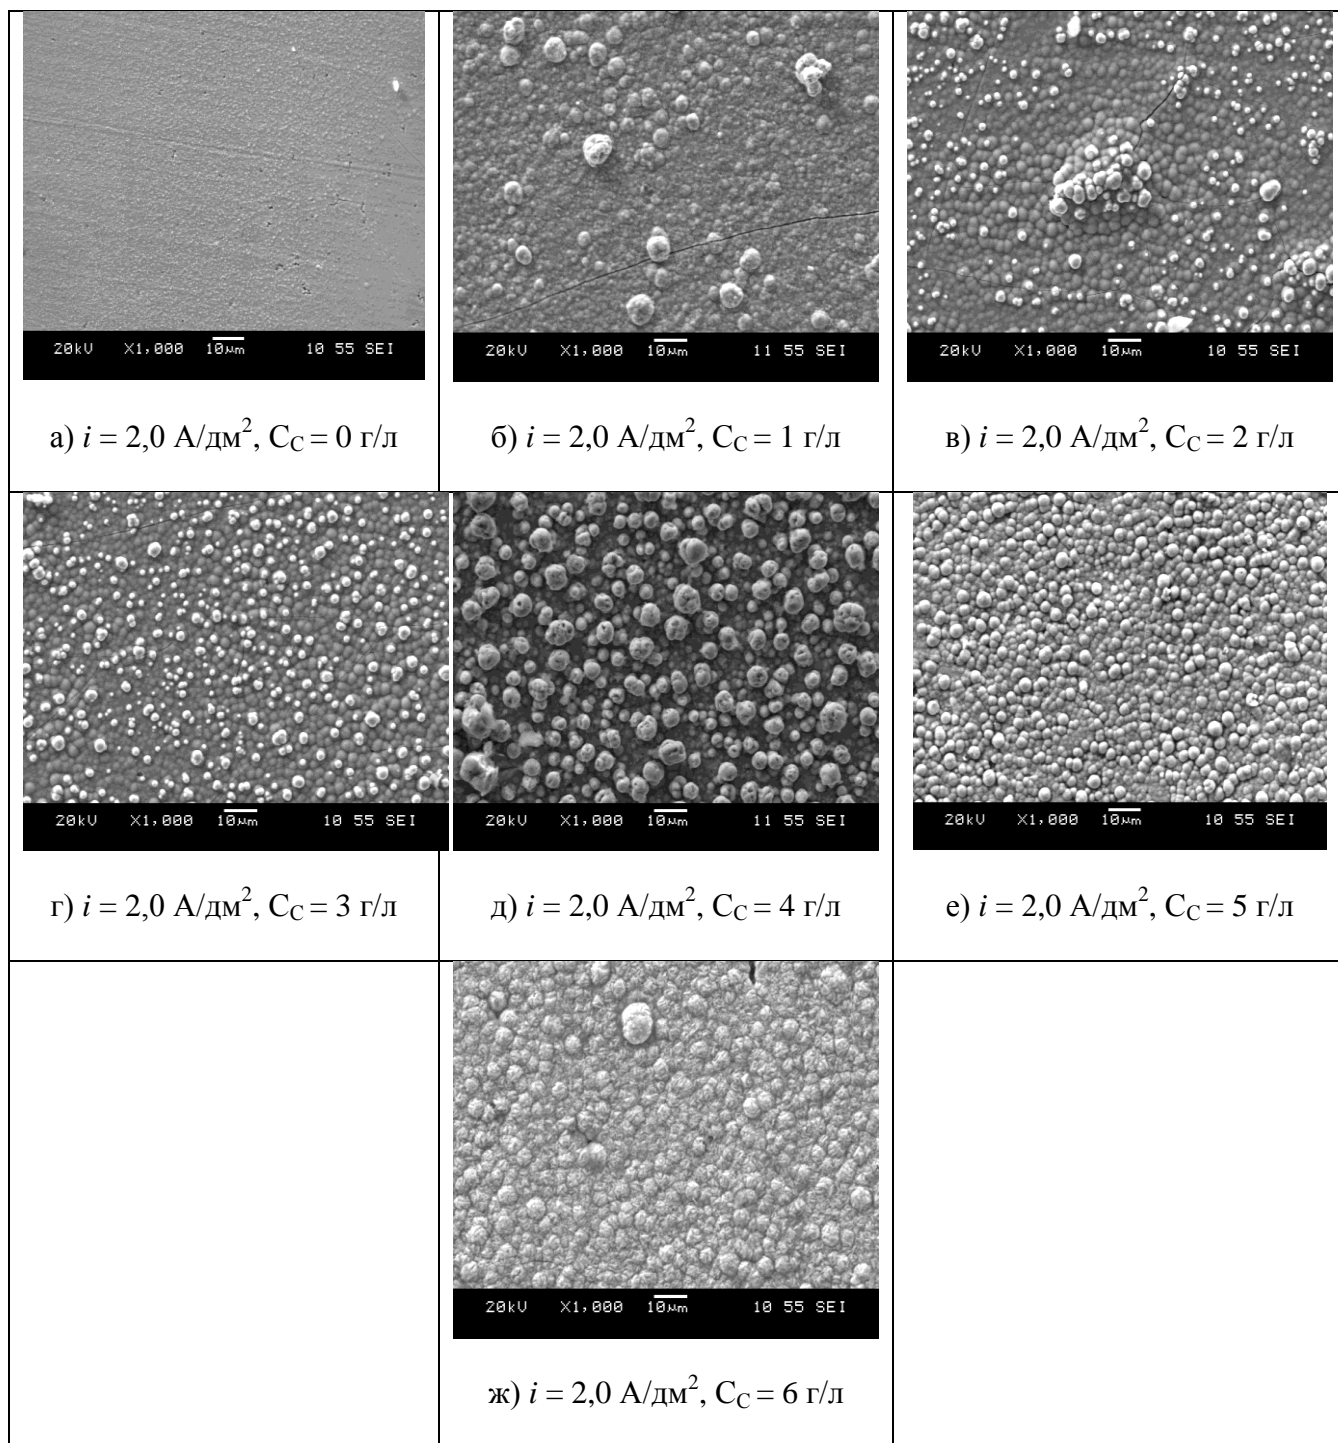 20kV X1,000 10µm 10 55 SEI
20kV X1,000 10µm 11 55 SEI
20kV X1,000 10µm 10 55 SEI
а) i = 2,0 А/дм², C_C = 0 г/л
б) i = 2,0 А/дм², C_C = 1 г/л
в) i = 2,0 А/дм², C_C = 2 г/л
20kV X1,000 10µm 10 55 SEI
20kV X1,000 10µm 11 55 SEI
20kV X1,000 10µm 10 55 SEI
г) i = 2,0 А/дм², C_C = 3 г/л
д) i = 2,0 А/дм², C_C = 4 г/л
е) i = 2,0 А/дм², C_C = 5 г/л
20kV X1,000 10µm 10 55 SEI
ж) i = 2,0 А/дм², C_C = 6 г/л